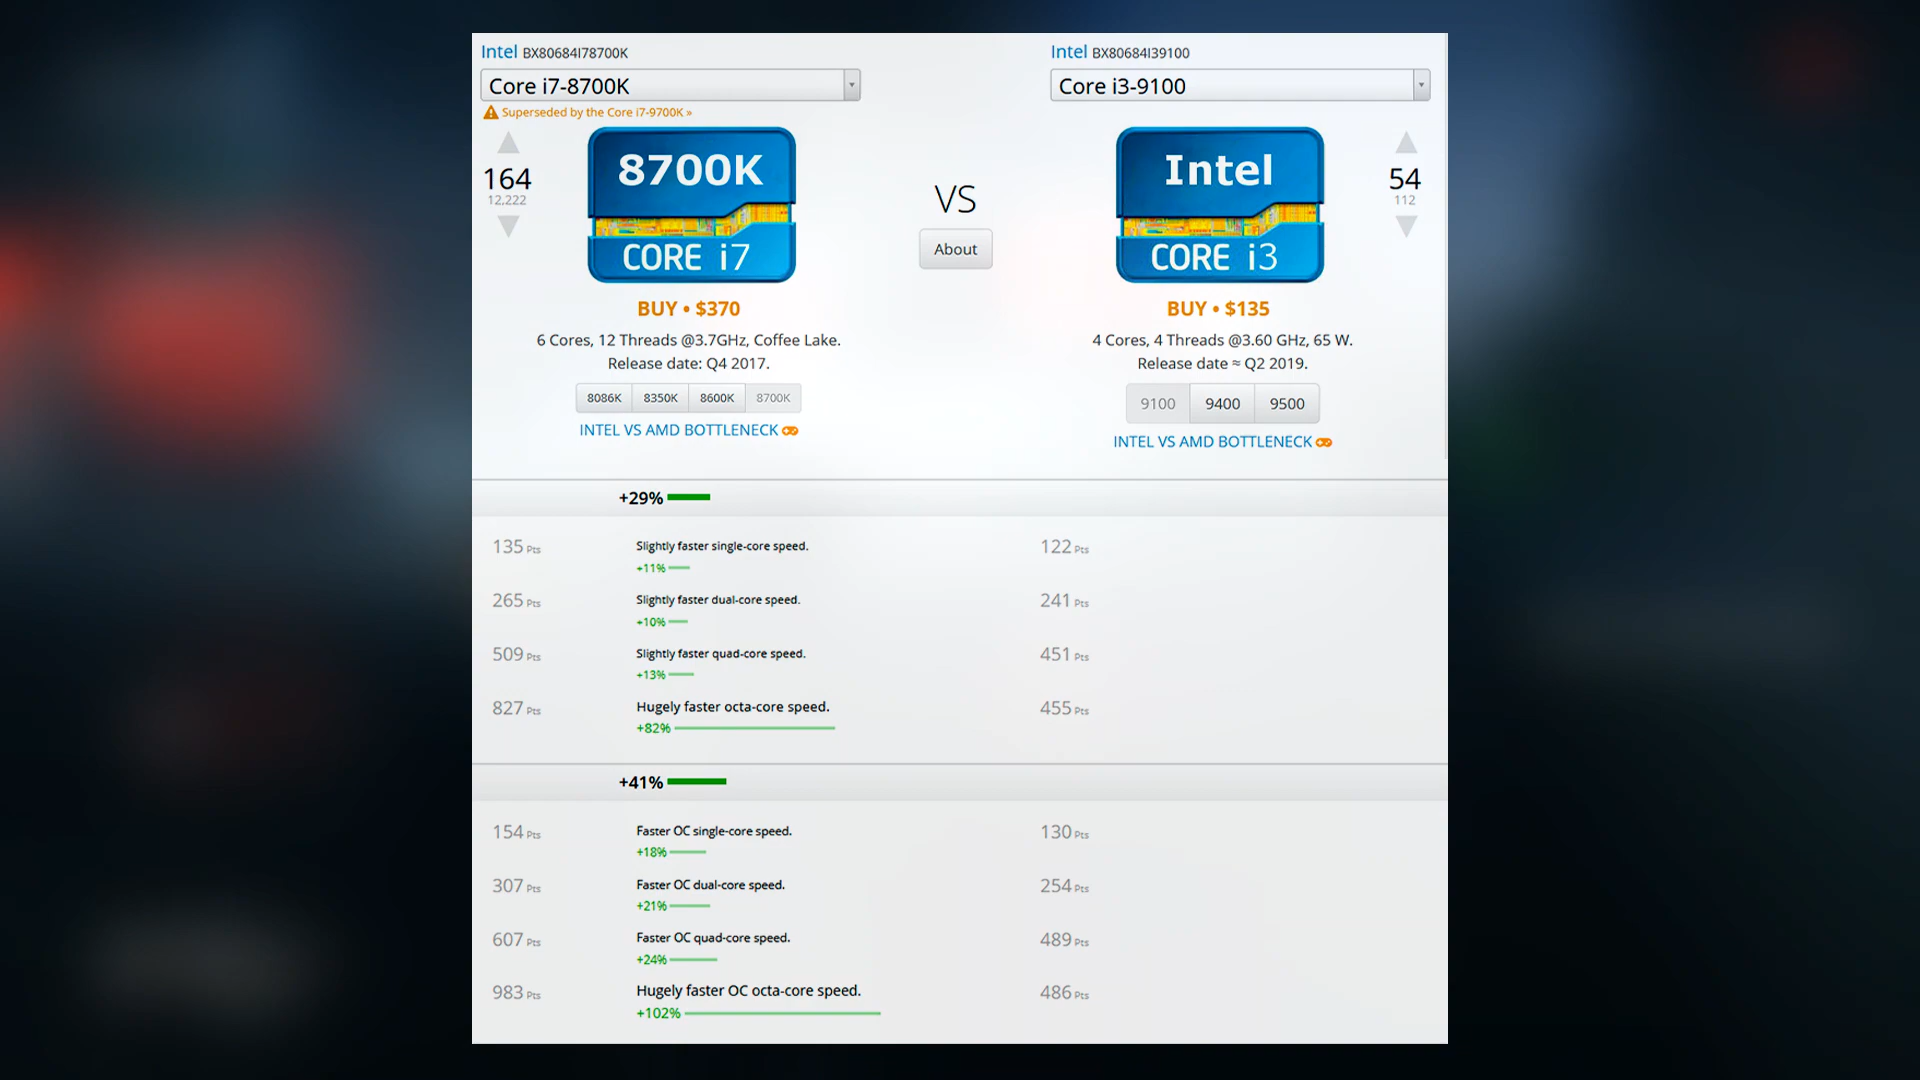 Intel BX80684I78700K
Core i7-8700K
Superseded by the Core i7-9700K »
164
12,222
8700K
CORE i7
BUY • $370
6 Cores, 12 Threads @3.7GHz, Coffee Lake.
Release date: Q4 2017.
8086K 8350K 8600K 8700K
INTEL VS AMD BOTTLENECK
VS
About
Intel BX80684I39100
Core i3-9100
54
112
Intel
CORE i3
BUY • $135
4 Cores, 4 Threads @3.60 GHz, 65 W.
Release date ≈ Q2 2019.
9100 9400 9500
INTEL VS AMD BOTTLENECK
+29%
135 Pts Slightly faster single-core speed. 122 Pts
+11%
265 Pts Slightly faster dual-core speed. 241 Pts
+10%
509 Pts Slightly faster quad-core speed. 451 Pts
+13%
827 Pts Hugely faster octa-core speed. 455 Pts
+82%
+41%
154 Pts Faster OC single-core speed. 130 Pts
+18%
307 Pts Faster OC dual-core speed. 254 Pts
+21%
607 Pts Faster OC quad-core speed. 489 Pts
+24%
983 Pts Hugely faster OC octa-core speed. 486 Pts
+102%